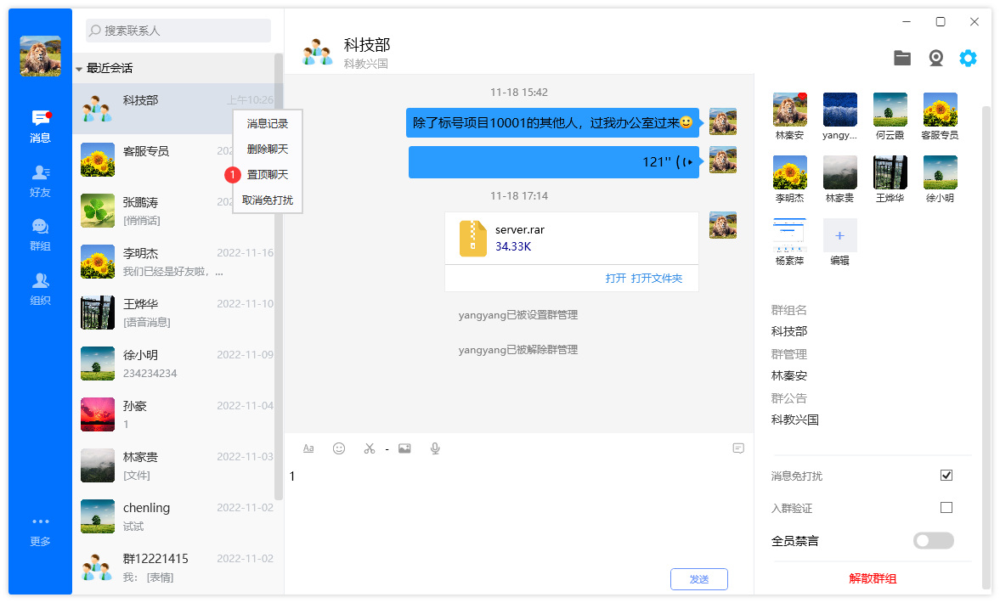 搜索联系人
最近会话
消息
好友
群组
组织
更多
科技部
上午10:26
客服专员
张鹏涛
[悄悄话]
李明杰
2022-11-16
我们已经是好友啦，...
王烨华
2022-11-10
[语音消息]
徐小明
2022-11-09
234234234
孙豪
2022-11-04
1
林家贵
2022-11-03
[文件]
chenling
2022-11-02
试试
群12221415
2022-11-02
我： [表情]
消息记录
删除聊天
1
置顶聊天
取消免打扰
科技部
科教兴国
11-18 15:42
除了标号项目10001的其他人，过我办公室过来
121''
11-18 17:14
server.rar
34.33K
打开 打开文件夹
yangyang已被设置群管理
yangyang已被解除群管理
Aa
1
发送
林秦安
yangy...
何云霞
客服专员
李明杰
林家贵
王烨华
徐小明
杨紫萍
编辑
群组名
科技部
群管理
林秦安
群公告
科教兴国
消息免打扰
入群验证
全员禁言
解散群组